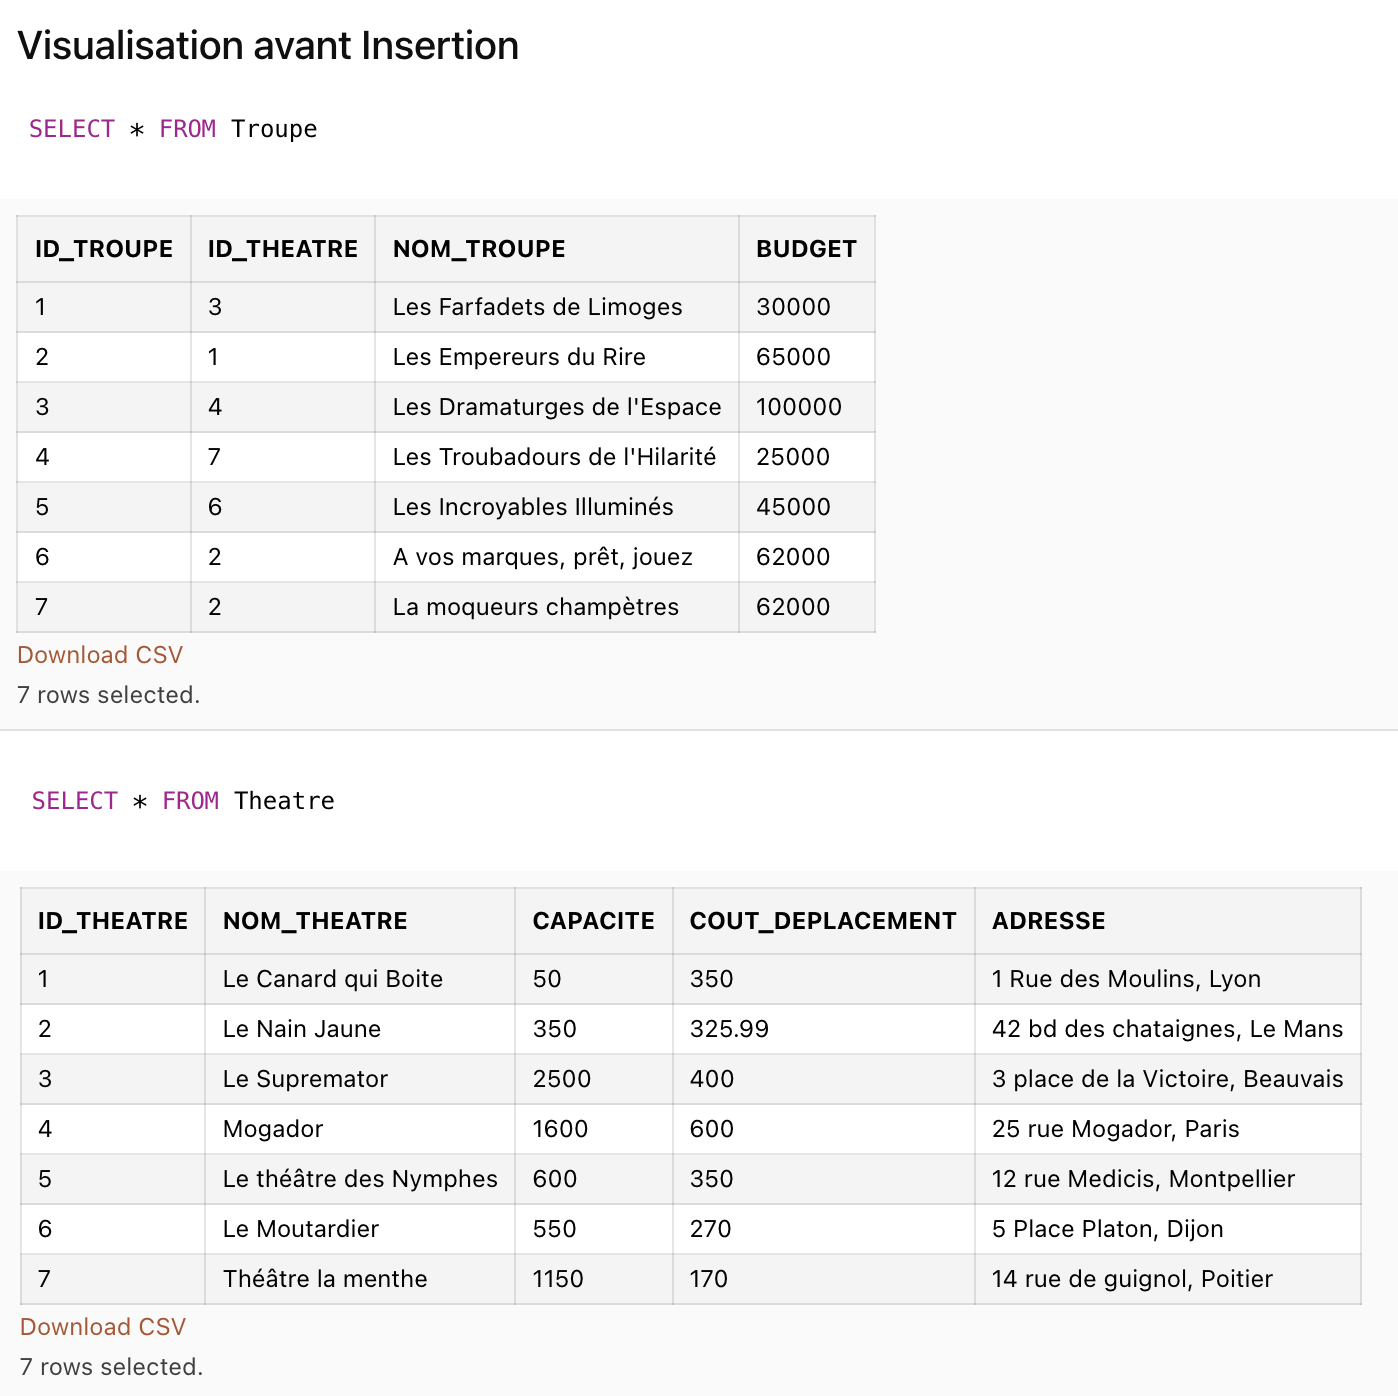 Visualisation avant Insertion
SELECT * FROM Troupe
ID_TROUPE ID_THEATRE NOM_TROUPE BUDGET
1 3 Les Farfadets de Limoges 30000
2 1 Les Empereurs du Rire 65000
3 4 Les Dramaturges de l'Espace 100000
4 7 Les Troubadours de l'Hilarité 25000
5 6 Les Incroyables Illuminés 45000
6 2 A vos marques, prêt, jouez 62000
7 2 La moqueurs champètres 62000
Download CSV
7 rows selected.
SELECT * FROM Theatre
ID_THEATRE NOM_THEATRE CAPACITE COUT_DEPLACEMENT ADRESSE
1 Le Canard qui Boite 50 350 1 Rue des Moulins, Lyon
2 Le Nain Jaune 350 325.99 42 bd des chataignes, Le Mans
3 Le Supremator 2500 400 3 place de la Victoire, Beauvais
4 Mogador 1600 600 25 rue Mogador, Paris
5 Le théâtre des Nymphes 600 350 12 rue Medicis, Montpellier
6 Le Moutardier 550 270 5 Place Platon, Dijon
7 Théâtre la menthe 1150 170 14 rue de guignol, Poitier
Download CSV
7 rows selected.